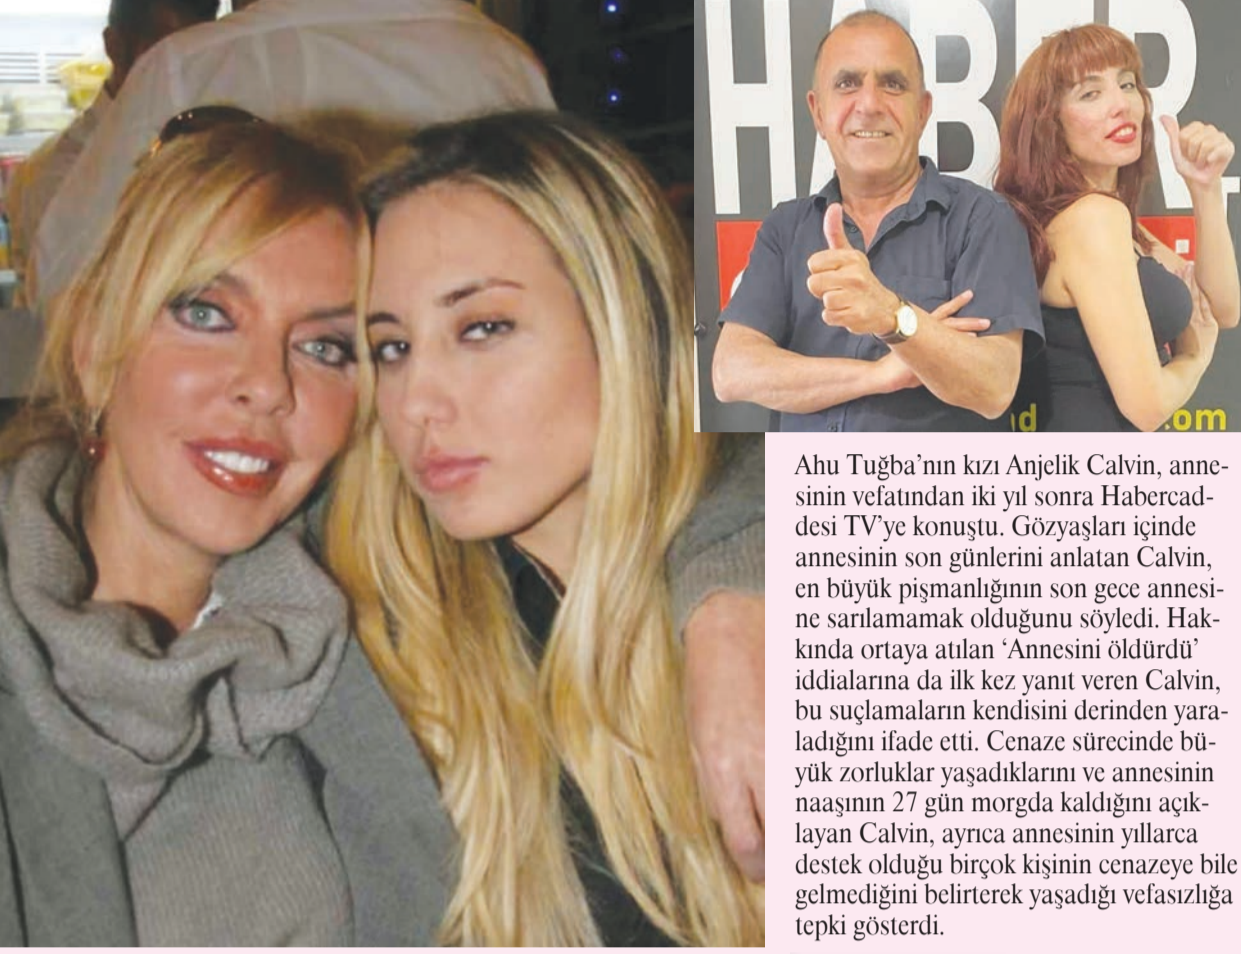 HABER
d
.com
Ahu Tuğba’nın kızı Anjelik Calvin, anne-
sinin vefatından iki yıl sonra Habercad-
desi TV’ye konuştu. Gözyaşları içinde
annesinin son günlerini anlatan Calvin,
en büyük pişmanlığının son gece annesi-
ne sarılamamak olduğunu söyledi. Hak-
kında ortaya atılan ‘Annesini öldürdü’
iddialarına da ilk kez yanıt veren Calvin,
bu suçlamaların kendisini derinden yara-
ladığını ifade etti. Cenaze sürecinde bü-
yük zorluklar yaşadıklarını ve annesinin
naaşının 27 gün morgda kaldığını açık-
layan Calvin, ayrıca annesinin yıllarca
destek olduğu birçok kişinin cenazeye bile
gelmediğini belirterek yaşadığı vefasızlığa
tepki gösterdi.